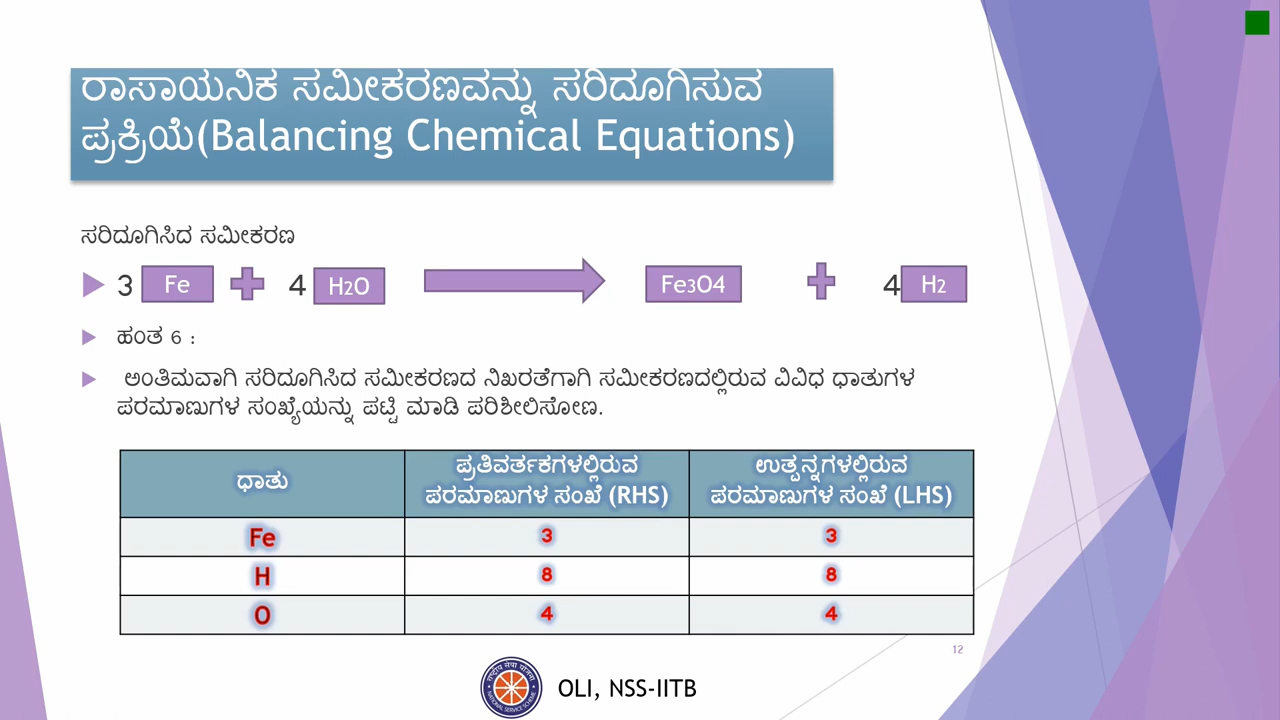 ರಾಸಾಯನಿಕ ಸಮೀಕರಣವನ್ನು ಸರಿದೂಗಿಸುವ
ಪ್ರಕ್ರಿಯೆ(Balancing Chemical Equations)
ಸರಿದೂಗಿಸಿದ ಸಮೀಕರಣ
3 Fe + 4 H2O → Fe3O4 + 4 H2
ಹಂತ 6 :
ಅಂತಿಮವಾಗಿ ಸರಿದೂಗಿಸಿದ ಸಮೀಕರಣದ ನಿಖರತೆಗಾಗಿ ಸಮೀಕರಣದಲ್ಲಿರುವ ವಿವಿಧ ಧಾತುಗಳ
ಪರಮಾಣುಗಳ ಸಂಖ್ಯೆಯನ್ನು ಪಟ್ಟಿ ಮಾಡಿ ಪರಿಶೀಲಿಸೋಣ.
ಧಾತು ಪ್ರತಿವರ್ತಕಗಳಲ್ಲಿರುವ ಪರಮಾಣುಗಳ ಸಂಖೆ (RHS) ಉತ್ಪನ್ನಗಳಲ್ಲಿರುವ ಪರಮಾಣುಗಳ ಸಂಖೆ (LHS)
Fe 3 3
H 8 8
O 4 4
12
OLI, NSS-IITB